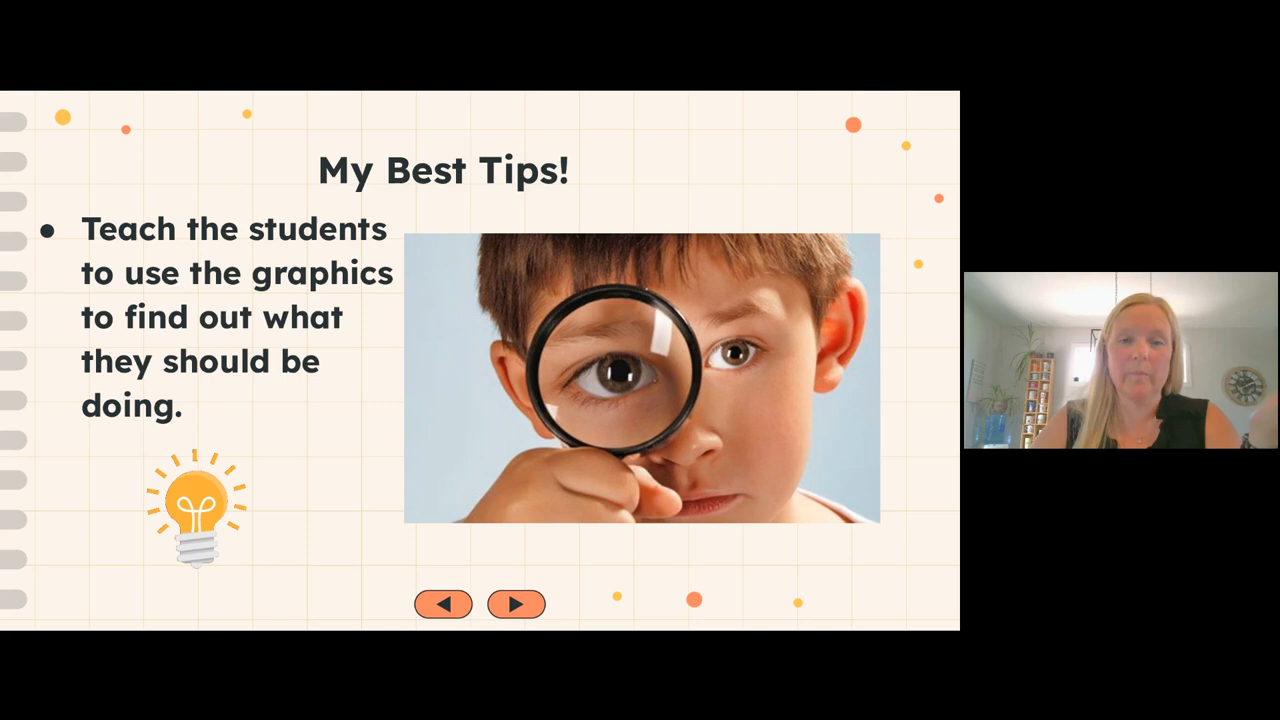 My Best Tips!
● Teach the students
to use the graphics
to find out what
they should be
doing.